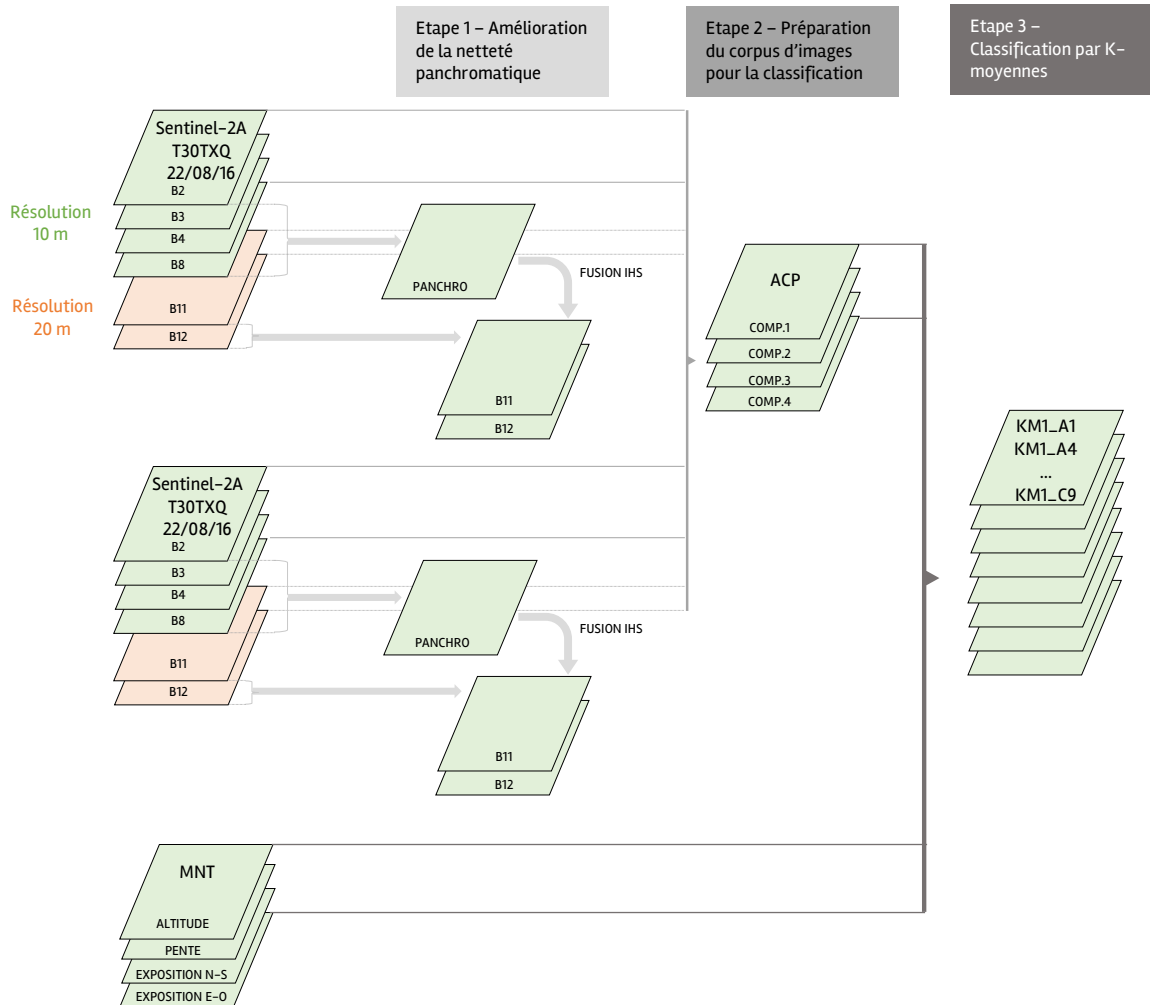 Etape 1 – Amélioration
de la netteté
panchromatique
Etape 2 – Préparation
du corpus d'images
pour la classification
Etape 3 –
Classification par K-
moyennes
Sentinel-2A
T30TXQ
22/08/16
B2
B3
B4
B8
B11
B12
Résolution
10 m
Résolution
20 m
PANCHRO
FUSION IHS
B11
B12
ACP
COMP.1
COMP.2
COMP.3
COMP.4
KM1_A1
KM1_A4
...
KM1_C9
Sentinel-2A
T30TXQ
22/08/16
B2
B3
B4
B8
B11
B12
PANCHRO
FUSION IHS
B11
B12
MNT
ALTITUDE
PENTE
EXPOSITION N-S
EXPOSITION E-O